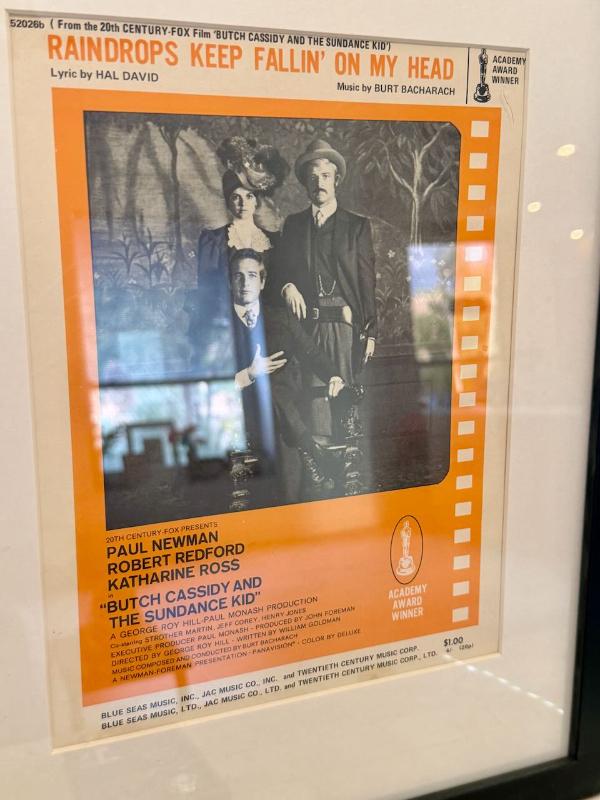 52026b ( From the 20th CENTURY-FOX Film 'BUTCH CASSIDY AND THE SUNDANCE KID')
RAINDROPS KEEP FALLIN' ON MY HEAD
Lyric by HAL DAVID
Music by BURT BACHARACH
ACADEMY
AWARD
WINNER
20TH CENTURY-FOX PRESENTS
PAUL NEWMAN
ROBERT REDFORD
KATHARINE ROSS
in
"BUTCH CASSIDY AND
THE SUNDANCE KID"
A GEORGE ROY HILL-PAUL MONASH PRODUCTION
Co-starring STROTHER MARTIN, JEFF COREY, HENRY JONES
EXECUTIVE PRODUCER PAUL MONASH · PRODUCED BY JOHN FOREMAN
DIRECTED BY GEORGE ROY HILL · WRITTEN BY WILLIAM GOLDMAN
MUSIC COMPOSED AND CONDUCTED BY BURT BACHARACH
A NEWMAN-FOREMAN PRESENTATION · PANAVISION® · COLOR BY DELUXE
ACADEMY
AWARD
WINNER
BLUE SEAS MUSIC, INC., JAC MUSIC CO., INC. and TWENTIETH CENTURY MUSIC CORP.
BLUE SEAS MUSIC, LTD., JAC MUSIC CO., LTD. and TWENTIETH CENTURY MUSIC CORP., LTD.
$1.00